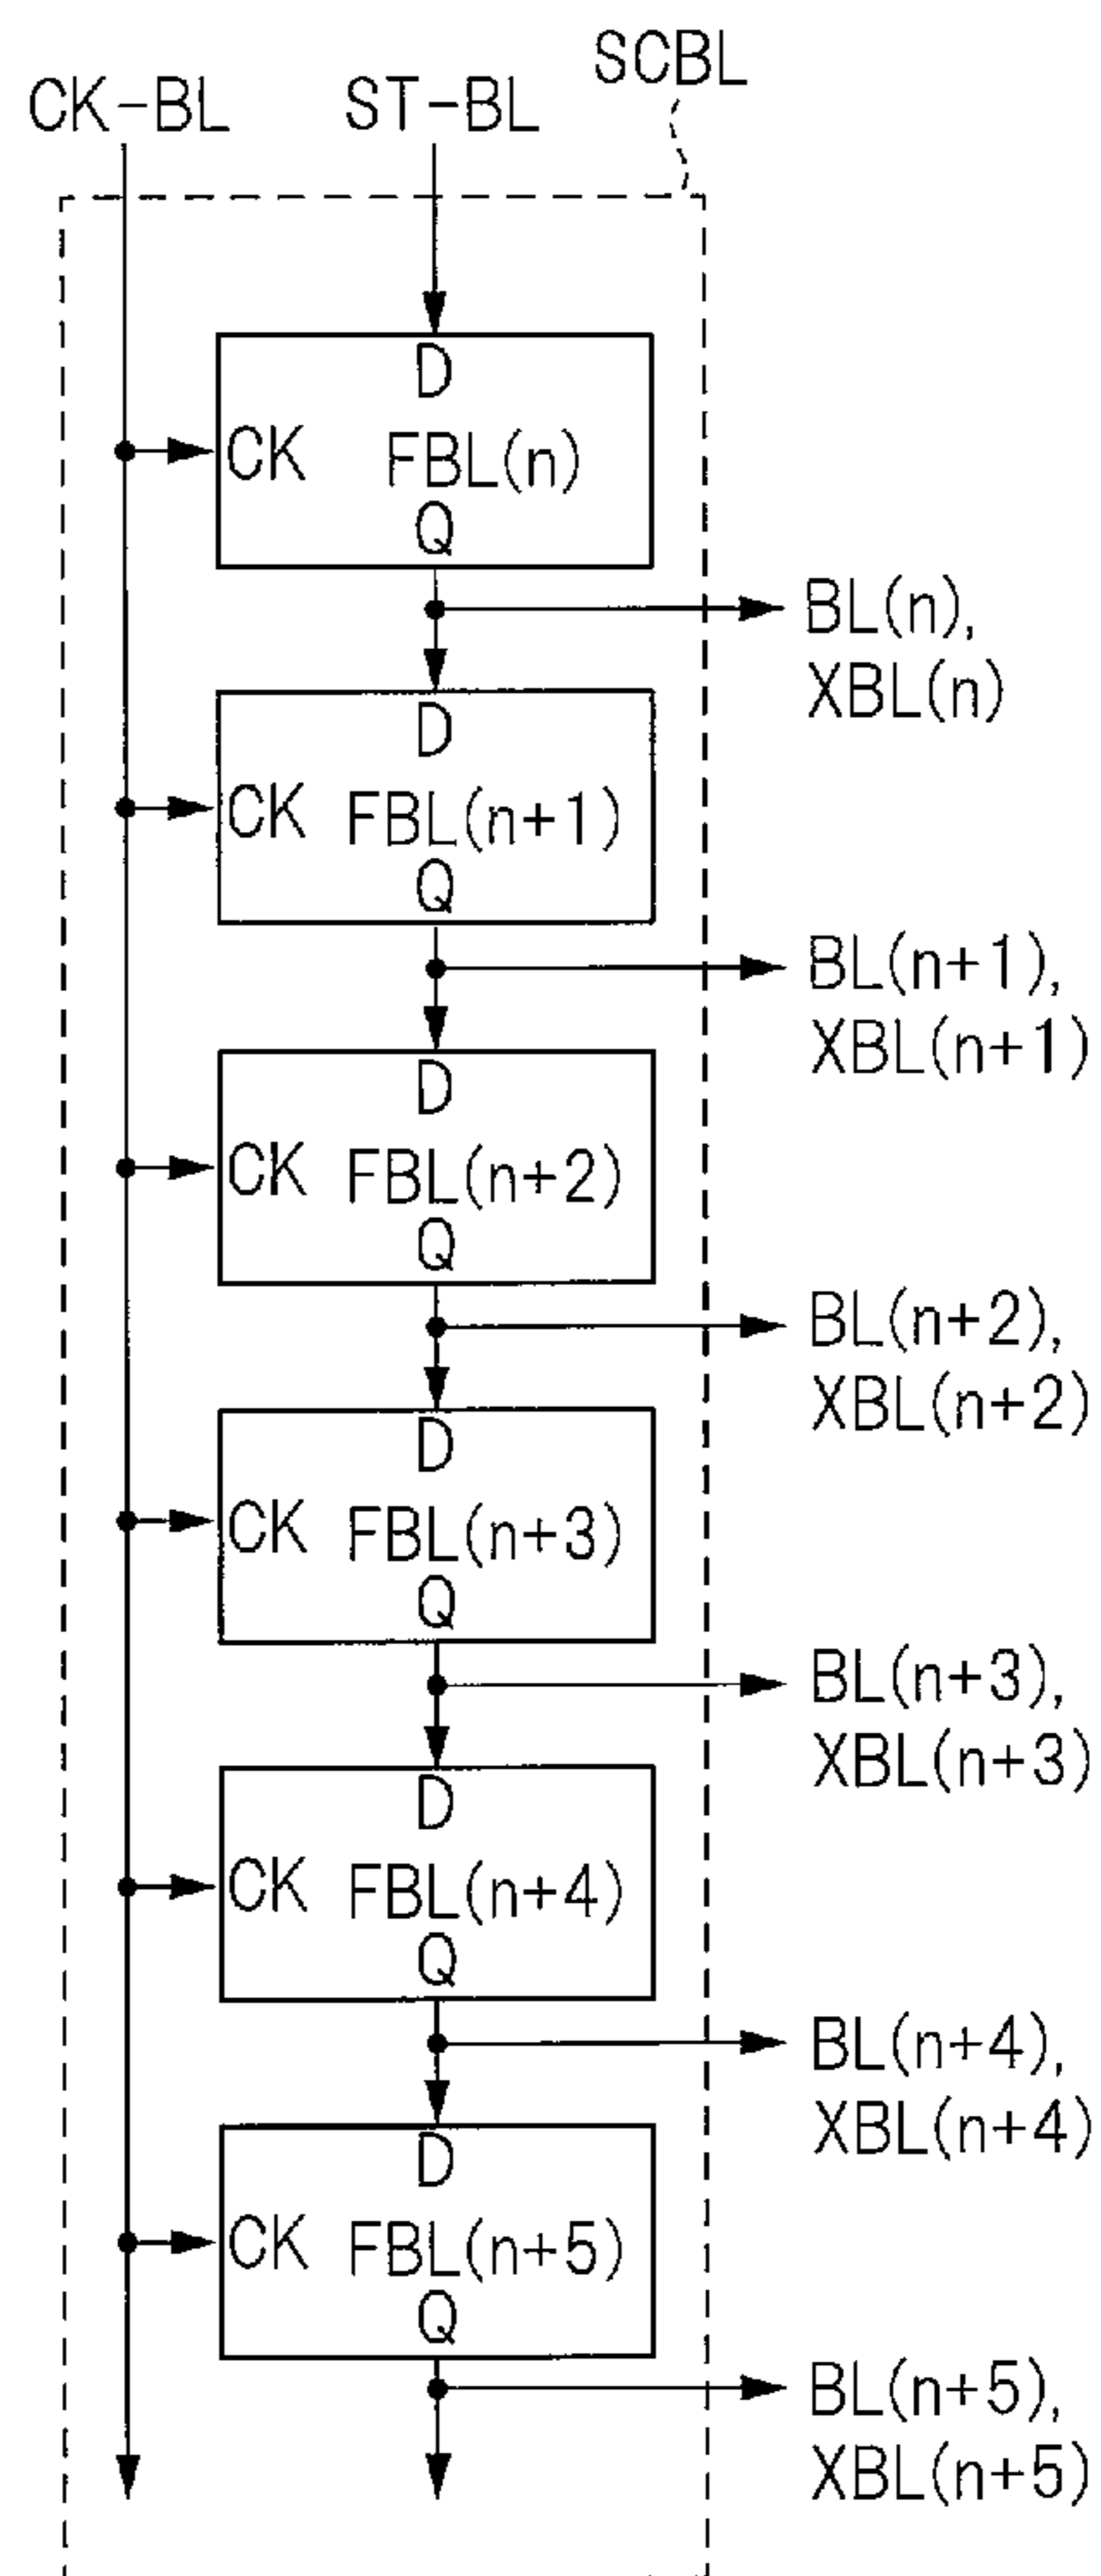 SCBL
CK-BL
ST-BL
D
CK
FBL(n)
Q
BL(n),
XBL(n)
D
CK
FBL(n+1)
Q
BL(n+1),
XBL(n+1)
D
CK
FBL(n+2)
Q
BL(n+2),
XBL(n+2)
D
CK
FBL(n+3)
Q
BL(n+3),
XBL(n+3)
D
CK
FBL(n+4)
Q
BL(n+4),
XBL(n+4)
D
CK
FBL(n+5)
Q
BL(n+5),
XBL(n+5)